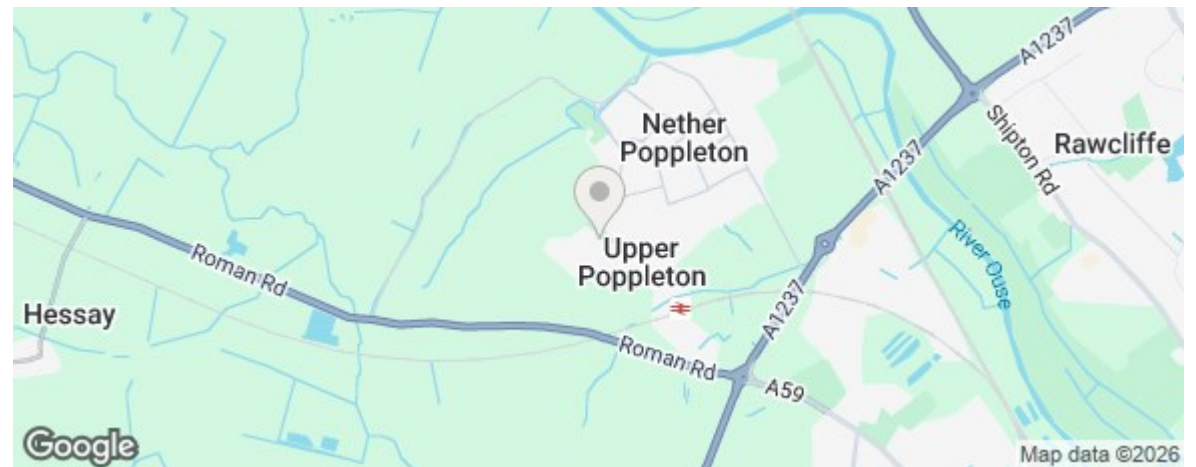 A1237
Nether
Poppleton
Shipton Rd
Rawcliffe
A1237
Upper
Poppleton
River Ouse
Roman Rd
Hessay
A1237
Roman Rd
A59
Google
Map data ©2026